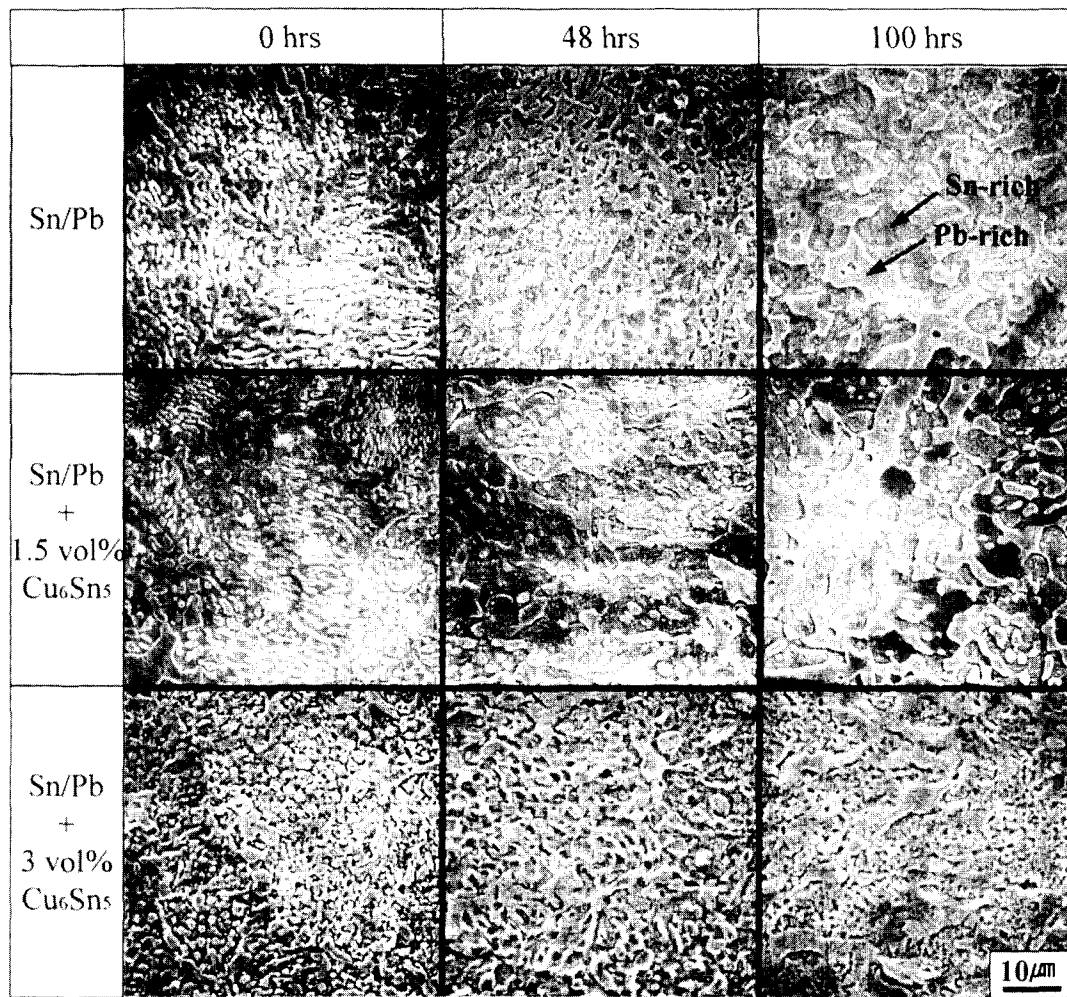 0 hrs 48 hrs 100 hrs
Sn/Pb
Sn-rich
Pb-rich
Sn/Pb
+
1.5 vol%
Cu₆Sn₅
Sn/Pb
+
3 vol%
Cu₆Sn₅
10㎛